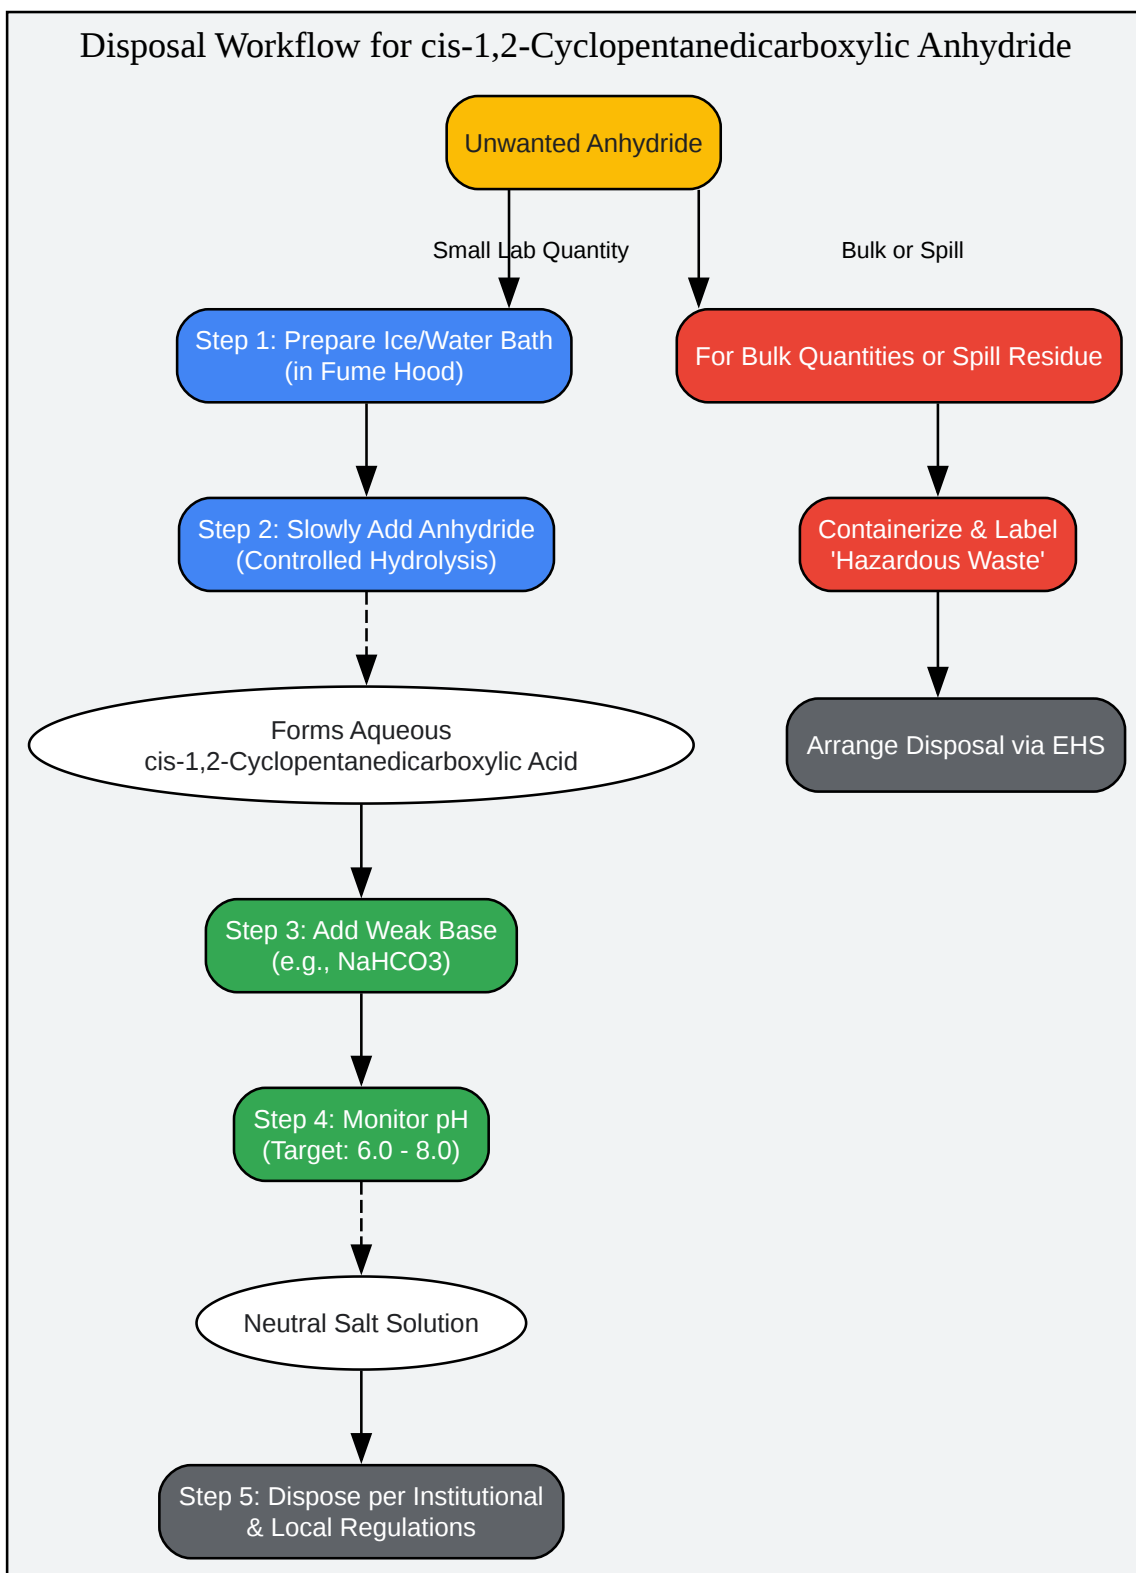 Disposal Workflow for cis-1,2-Cyclopentanedicarboxylic Anhydride
Unwanted Anhydride
Small Lab Quantity
Bulk or Spill
Step 1: Prepare Ice/Water Bath
(in Fume Hood)
For Bulk Quantities or Spill Residue
Step 2: Slowly Add Anhydride
(Controlled Hydrolysis)
Containerize & Label
'Hazardous Waste'
Forms Aqueous
cis-1,2-Cyclopentanedicarboxylic Acid
Arrange Disposal via EHS
Step 3: Add Weak Base
(e.g., NaHCO3)
Step 4: Monitor pH
(Target: 6.0 - 8.0)
Neutral Salt Solution
Step 5: Dispose per Institutional
& Local Regulations